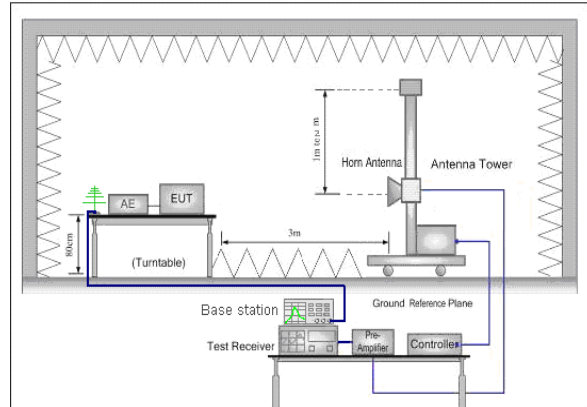 1m to 2 m
Horn Antenna
Antenna Tower
AE
EUT
3m
80cm
(Turntable)
Base station
Ground Reference Plane
Test Receiver
Pre-
Amplifier
Controller